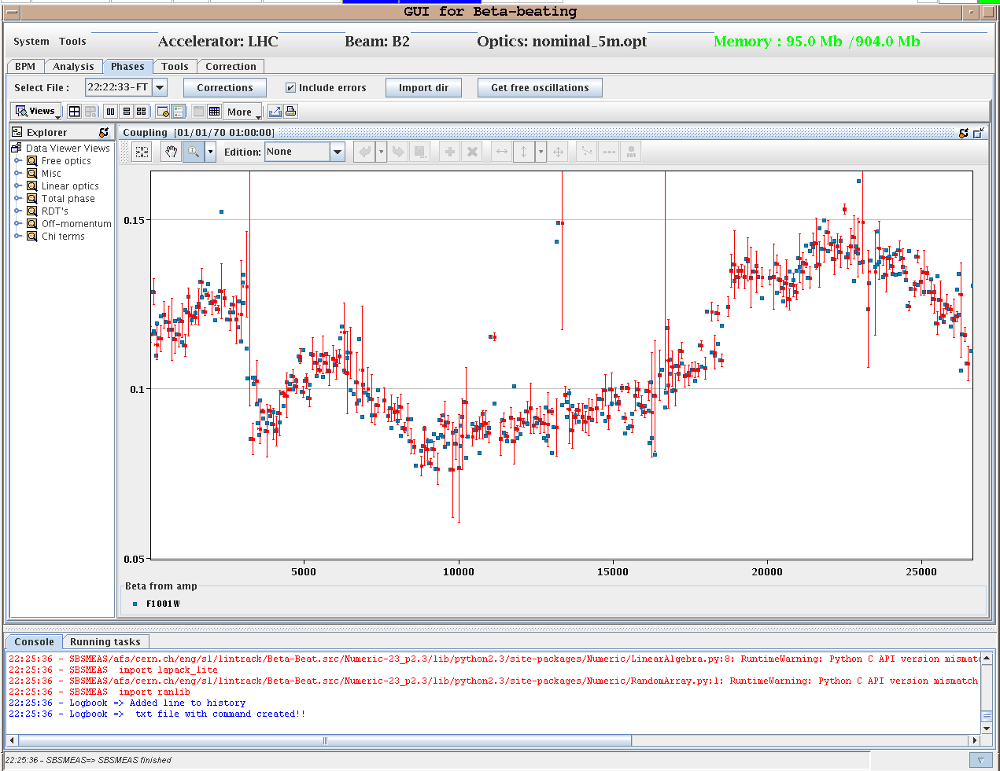 GUI for Beta-beating
System Tools Accelerator: LHC Beam: B2 Optics: nominal_5m.opt Memory : 95.0 Mb /904.0 Mb
BPM Analysis Phases Tools Correction
Select File : 22:22:33-FT Corrections Include errors Import dir Get free oscillations
Views More
Explorer
Data Viewer Views
Free optics
Misc
Linear optics
Total phase
RDT's
Off-momentum
Chi terms
Coupling [01/01/70 01:00:00]
Edition: None
0.15
0.1
0.05
5000 10000 15000 20000 25000
Beta from amp
F1001W
Console Running tasks
22:25:36 - SBSMEAS/afs/cern.ch/eng/sl/lintrack/Beta-Beat.src/Numeric-23_p2.3/lib/python2.3/site-packages/Numeric/LinearAlgebra.py:8: RuntimeWarning: Python C API version mismatc
22:25:36 - SBSMEAS import lapack_lite
22:25:36 - SBSMEAS/afs/cern.ch/eng/sl/lintrack/Beta-Beat.src/Numeric-23_p2.3/lib/python2.3/site-packages/Numeric/RandomArray.py:1: RuntimeWarning: Python C API version mismatch
22:25:36 - SBSMEAS import ranlib
22:25:36 - Logbook => Added line to history
22:25:36 - Logbook => txt file with command created!!
22:25:36 - SBSMEAS=> SBSMEAS finished